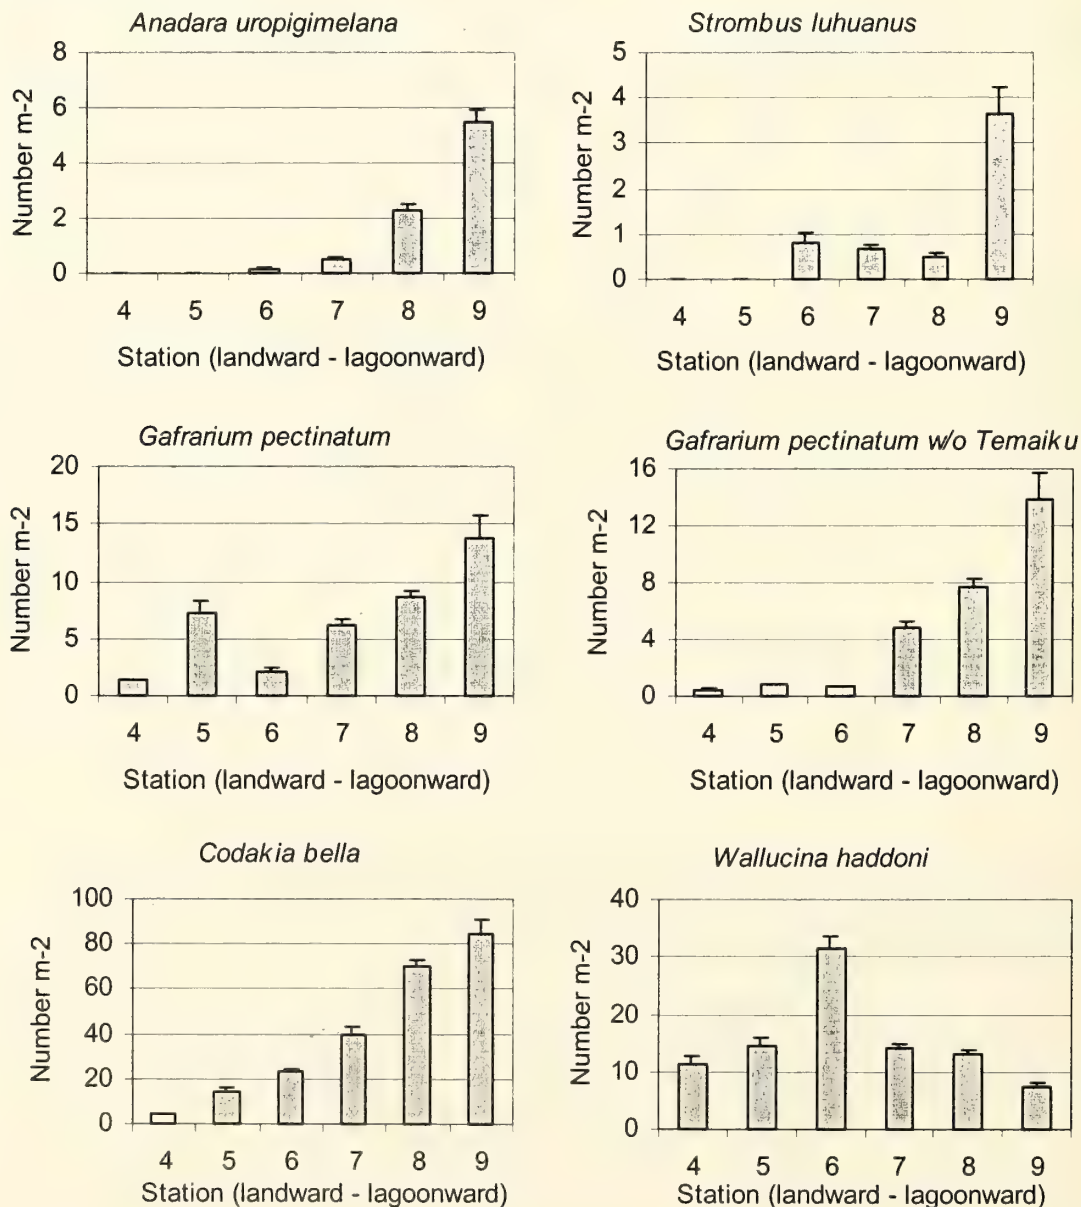 Anadara uropigimelana
Number m-2
8
6
4
2
0
4 5 6 7 8 9
Station (landward - lagoonward)
Strombus luhuanus
Number m-2
5
4
3
2
1
0
4 5 6 7 8 9
Station (landward - lagoonward)
Gafrarium pectinatum
Number m-2
20
15
10
5
0
4 5 6 7 8 9
Station (landward - lagoonward)
Gafrarium pectinatum w/o Temaiku
Number m-2
16
12
8
4
0
4 5 6 7 8 9
Station (landward - lagoonward)
Codakia bella
Number m-2
100
80
60
40
20
0
4 5 6 7 8 9
Station (landward - lagoonward)
Wallucina haddoni
Number m-2
40
30
20
10
0
4 5 6 7 8 9
Station (landward - lagoonward)